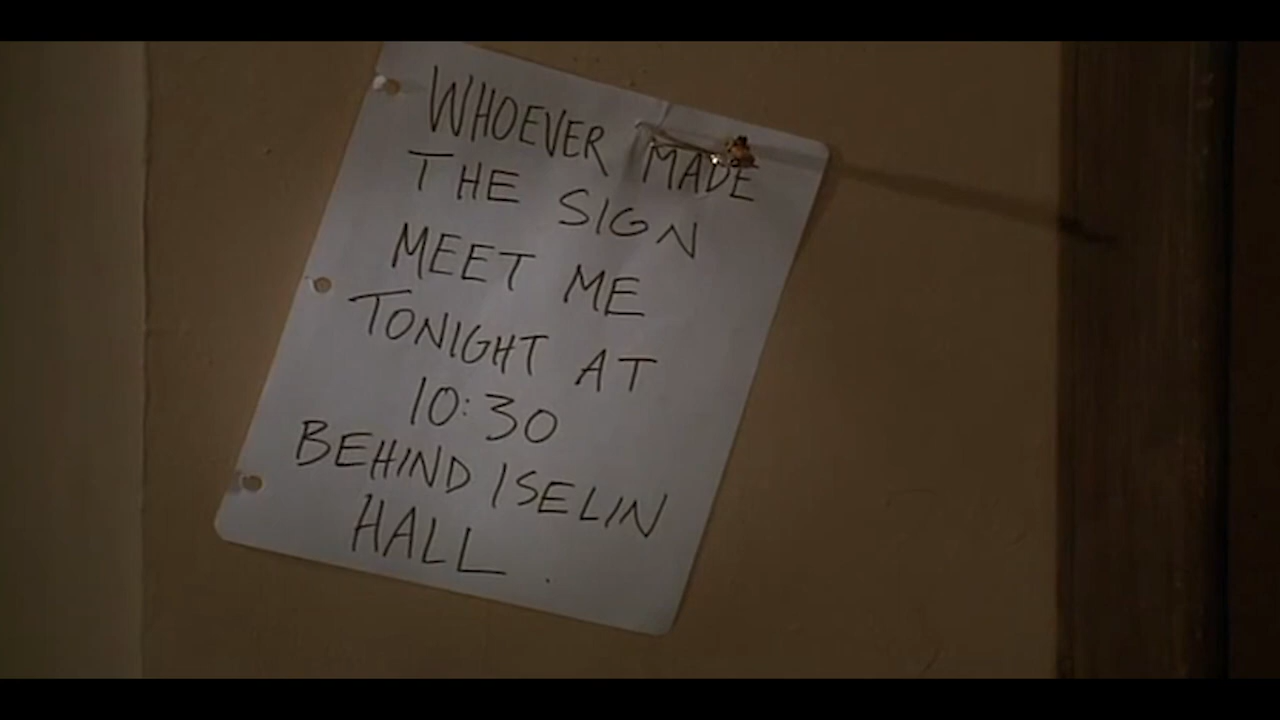 WHOEVER MADE
THE SIGN
MEET ME
TONIGHT AT
10:30
BEHIND ISELIN
HALL.